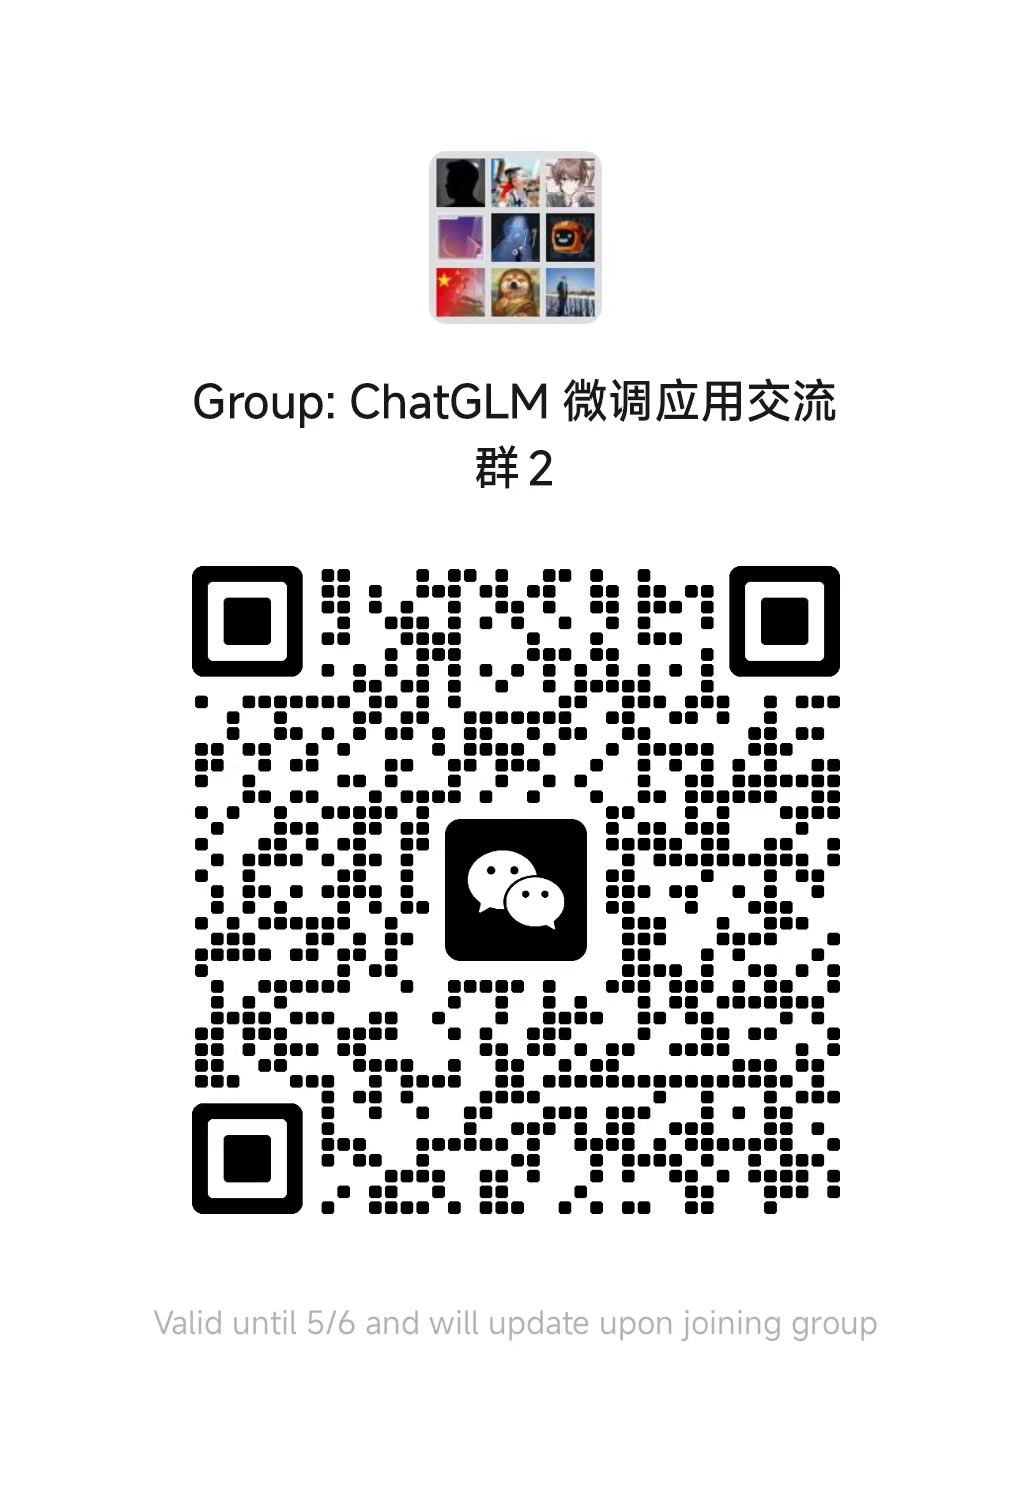 Group: ChatGLM 微调应用交流
群2
Valid until 5/6 and will update upon joining group